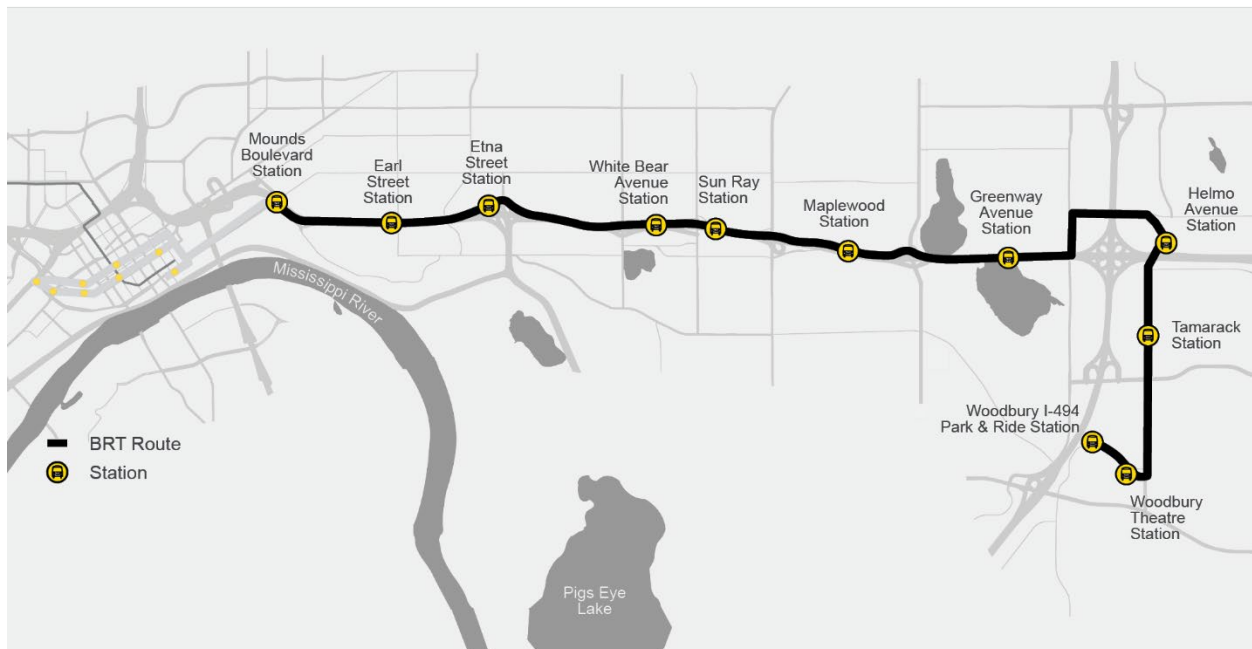 Mounds
Boulevard
Station
Earl
Street
Station
Etna
Street
Station
White Bear
Avenue
Station
Sun Ray
Station
Maplewood
Station
Greenway
Avenue
Station
Helmo
Avenue
Station
Tamarack
Station
Woodbury I-494
Park & Ride Station
Woodbury
Theatre
Station
Mississippi River
Pigs Eye
Lake
BRT Route
Station